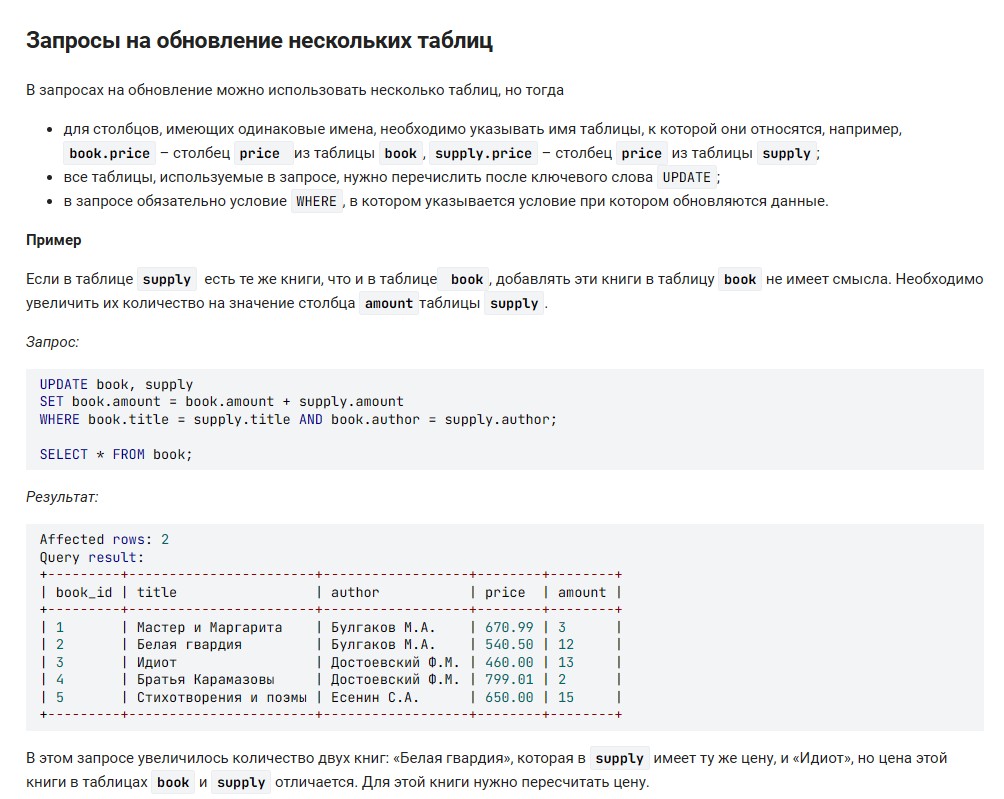 Запросы на обновление нескольких таблиц
В запросах на обновление можно использовать несколько таблиц, но тогда
• для столбцов, имеющих одинаковые имена, необходимо указывать имя таблицы, к которой они относятся, например,
book.price – столбец price из таблицы book, supply.price – столбец price из таблицы supply;
• все таблицы, используемые в запросе, нужно перечислить после ключевого слова UPDATE;
• в запросе обязательно условие WHERE, в котором указывается условие при котором обновляются данные.
Пример
Если в таблице supply есть те же книги, что и в таблице book, добавлять эти книги в таблицу book не имеет смысла. Необходимо
увеличить их количество на значение столбца amount таблицы supply.
Запрос:
UPDATE book, supply
SET book.amount = book.amount + supply.amount
WHERE book.title = supply.title AND book.author = supply.author;
SELECT * FROM book;
Результат:
Affected rows: 2
Query result:
+---------+-----------------------+------------------+--------+--------+
| book_id | title                 | author           | price  | amount |
+---------+-----------------------+------------------+--------+--------+
| 1       | Мастер и Маргарита    | Булгаков М.А.    | 670.99 | 3      |
| 2       | Белая гвардия         | Булгаков М.А.    | 540.50 | 12     |
| 3       | Идиот                 | Достоевский Ф.М. | 460.00 | 13     |
| 4       | Братья Карамазовы     | Достоевский Ф.М. | 799.01 | 2      |
| 5       | Стихотворения и поэмы | Есенин С.А.      | 650.00 | 15     |
+---------+-----------------------+------------------+--------+--------+
В этом запросе увеличилось количество двух книг: «Белая гвардия», которая в supply имеет ту же цену, и «Идиот», но цена этой
книги в таблицах book и supply отличается. Для этой книги нужно пересчитать цену.